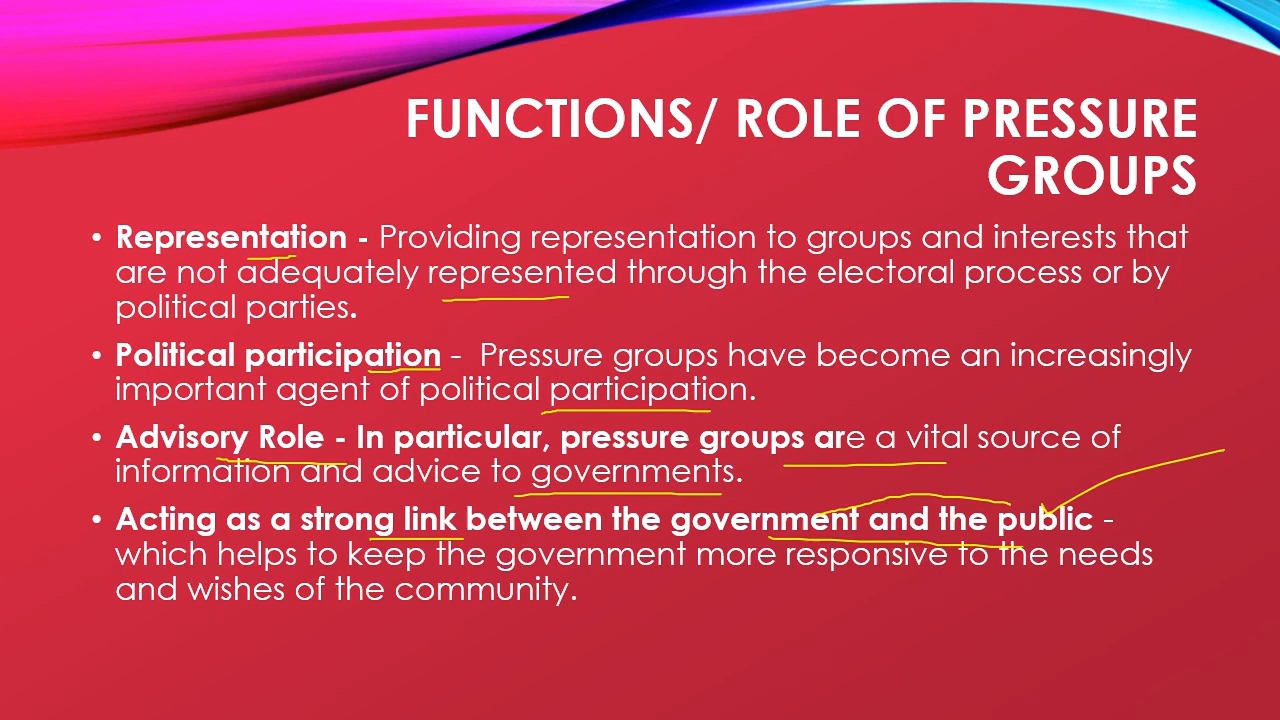 FUNCTIONS/ ROLE OF PRESSURE
GROUPS
• Representation - Providing representation to groups and interests that
are not adequately represented through the electoral process or by
political parties.
• Political participation - Pressure groups have become an increasingly
important agent of political participation.
• Advisory Role - In particular, pressure groups are a vital source of
information and advice to governments.
• Acting as a strong link between the government and the public -
which helps to keep the government more responsive to the needs
and wishes of the community.